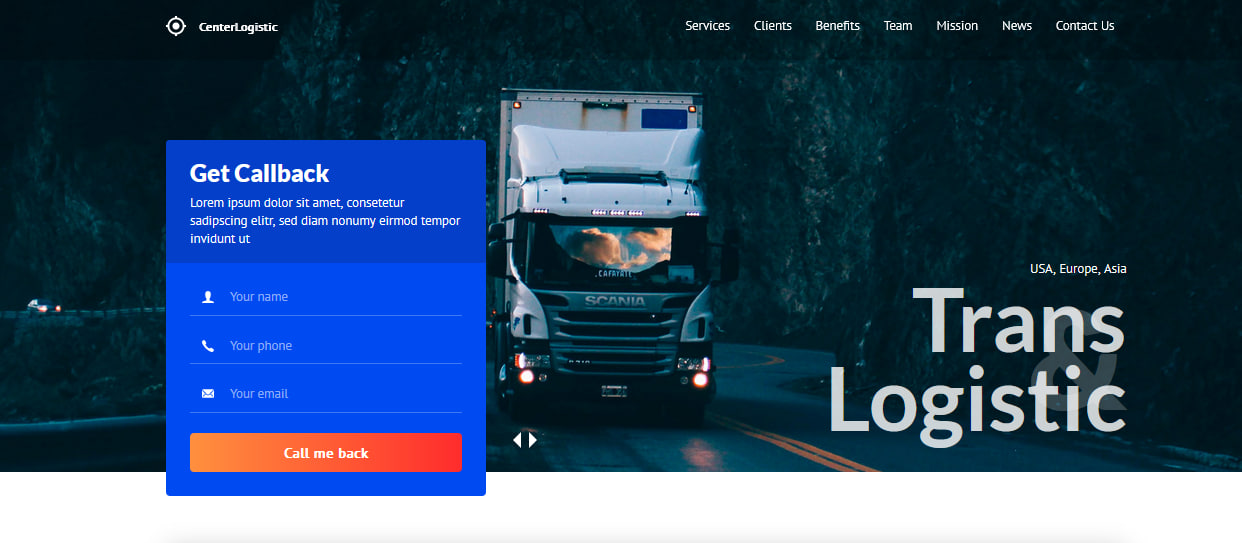 CenterLogistic
Services Clients Benefits Team Mission News Contact Us
Get Callback
Lorem ipsum dolor sit amet, consetetur
sadipscing elitr, sed diam nonumy eirmod tempor
invidunt ut
Your name
Your phone
Your email
Call me back
CAFAYATE
SCANIA
USA, Europe, Asia
Trans
&
Logistic